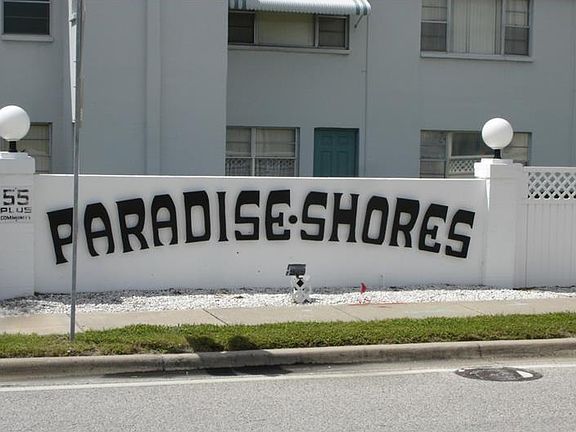 55
PLUS
COMMUNITY
PARADISE·SHORES